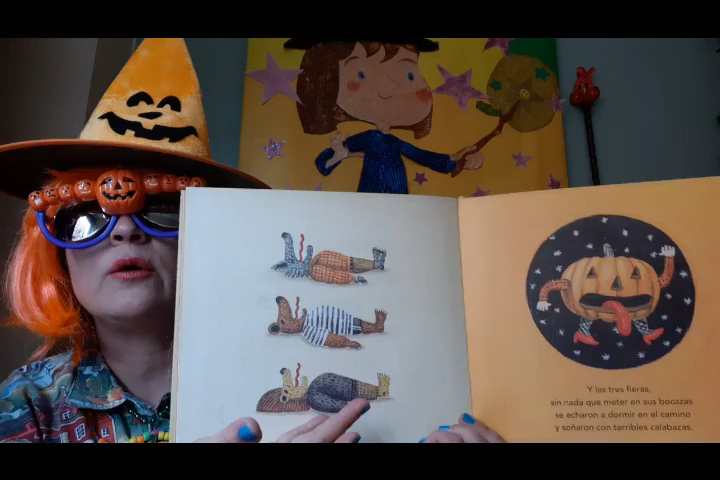 Y las tres fieras,
sin nada que meter en sus bocazas
se echaron a dormir en el camino
y soñaron con terribles calabazas.